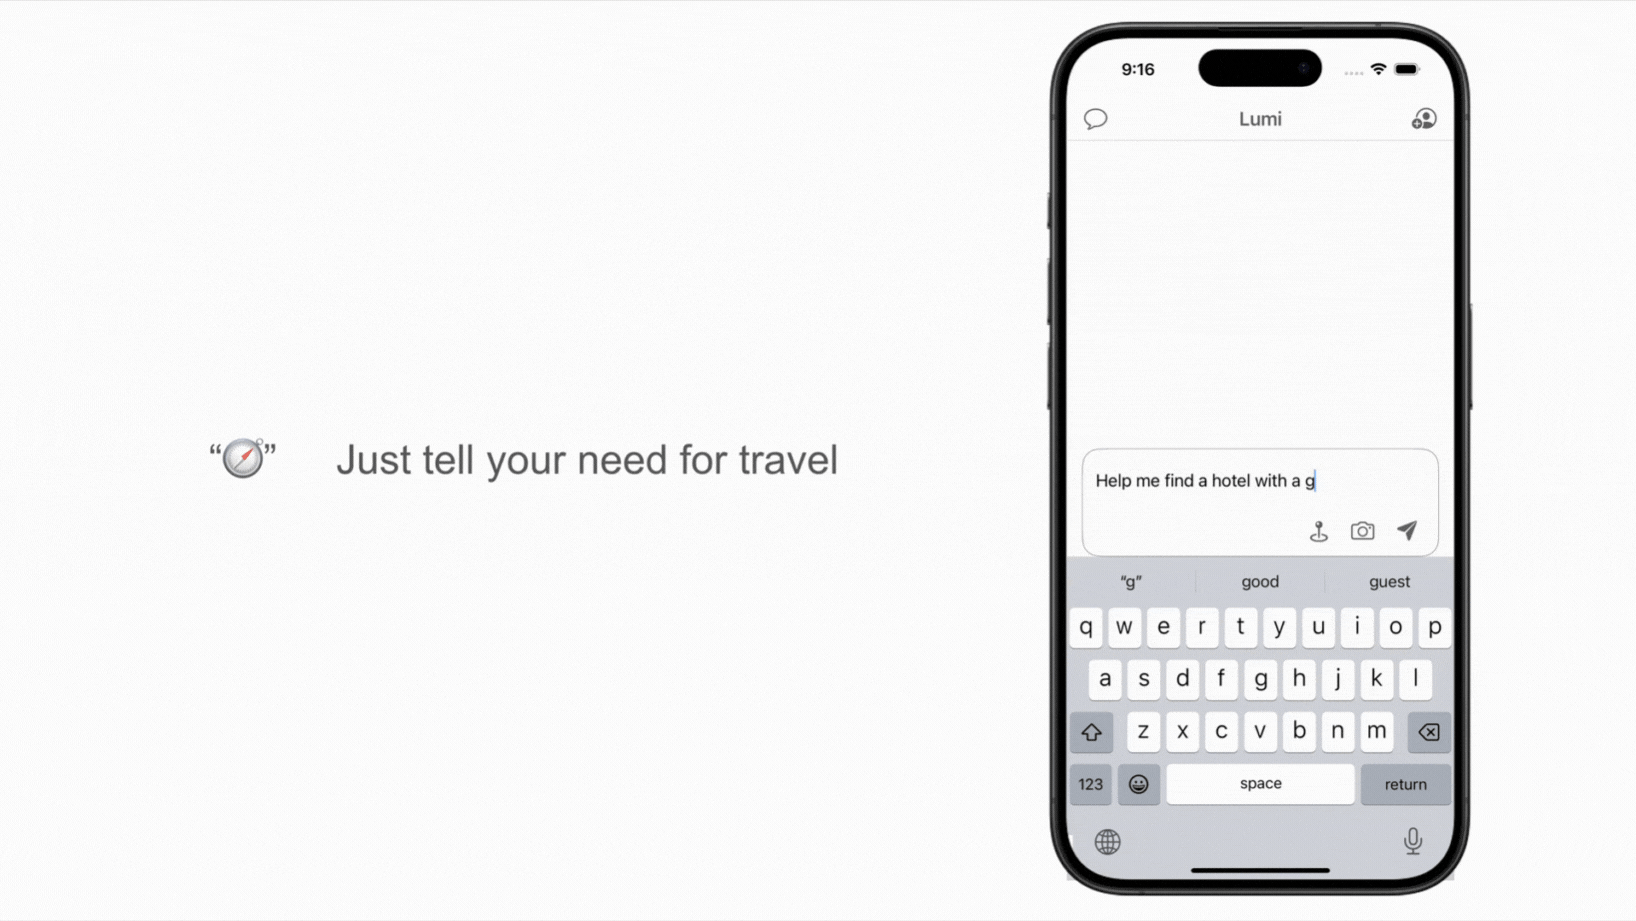 “🧭” Just tell your need for travel
9:16
Lumi
Help me find a hotel with a g
“g” good guest
q w e r t y u i o p
a s d f g h j k l
z x c v b n m
123 space return